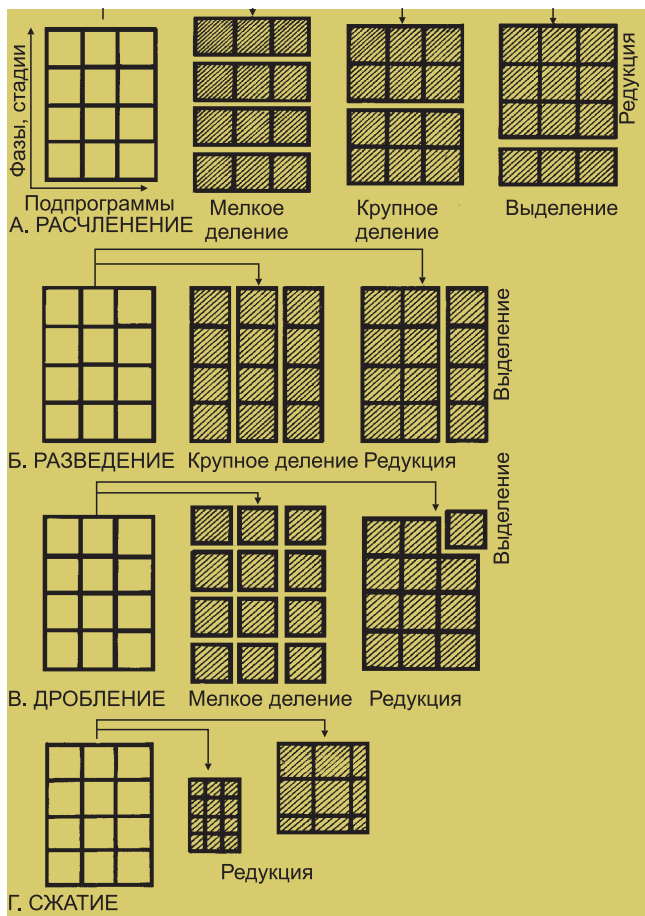 Фазы, стадии
Редукция
Подпрограммы
Мелкое
деление
Крупное
деление
Выделение
А. РАСЧЛЕНЕНИЕ
Выделение
Б. РАЗВЕДЕНИЕ
Крупное деление
Редукция
Выделение
В. ДРОБЛЕНИЕ
Мелкое деление
Редукция
Редукция
Г. СЖАТИЕ